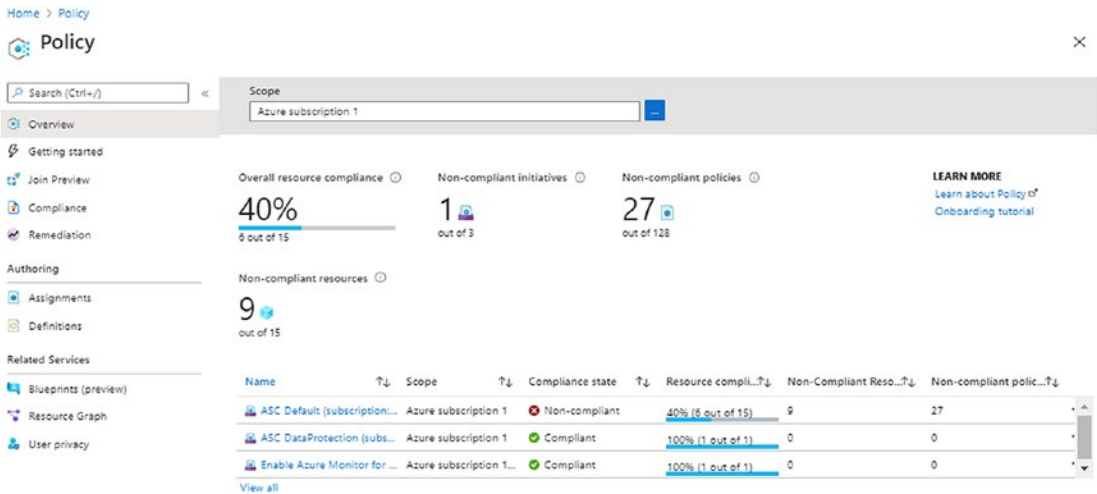 Home > Policy
Policy
Search (Ctrl+/)
Overview
Getting started
Join Preview
Compliance
Remediation
Authoring
Assignments
Definitions
Related Services
Blueprints (preview)
Resource Graph
User privacy
Scope
Azure subscription 1
...
Overall resource compliance
40%
6 out of 15
Non-compliant initiatives
1
out of 3
Non-compliant policies
27
out of 128
LEARN MORE
Learn about Policy
Onboarding tutorial
Non-compliant resources
9
out of 15
Name Scope Compliance state Resource compli... Non-Compliant Reso... Non-compliant polic...
ASC Default (subscription:... Azure subscription 1 Non-compliant 40% (6 out of 15) 9 27
ASC DataProtection (subs... Azure subscription 1 Compliant 100% (1 out of 1) 0 0
Enable Azure Monitor for ... Azure subscription 1... Compliant 100% (1 out of 1) 0 0
View all